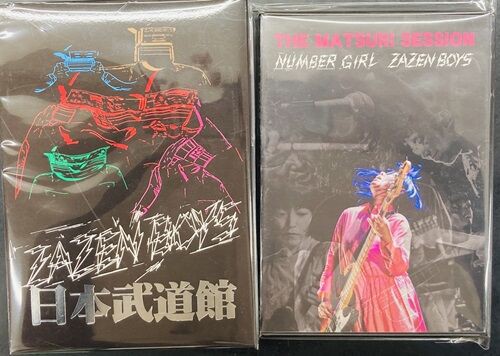 ZAZEN BOYS
日本武道館
THE MATSURI SESSION
NUMBER GIRL ZAZEN BOYS